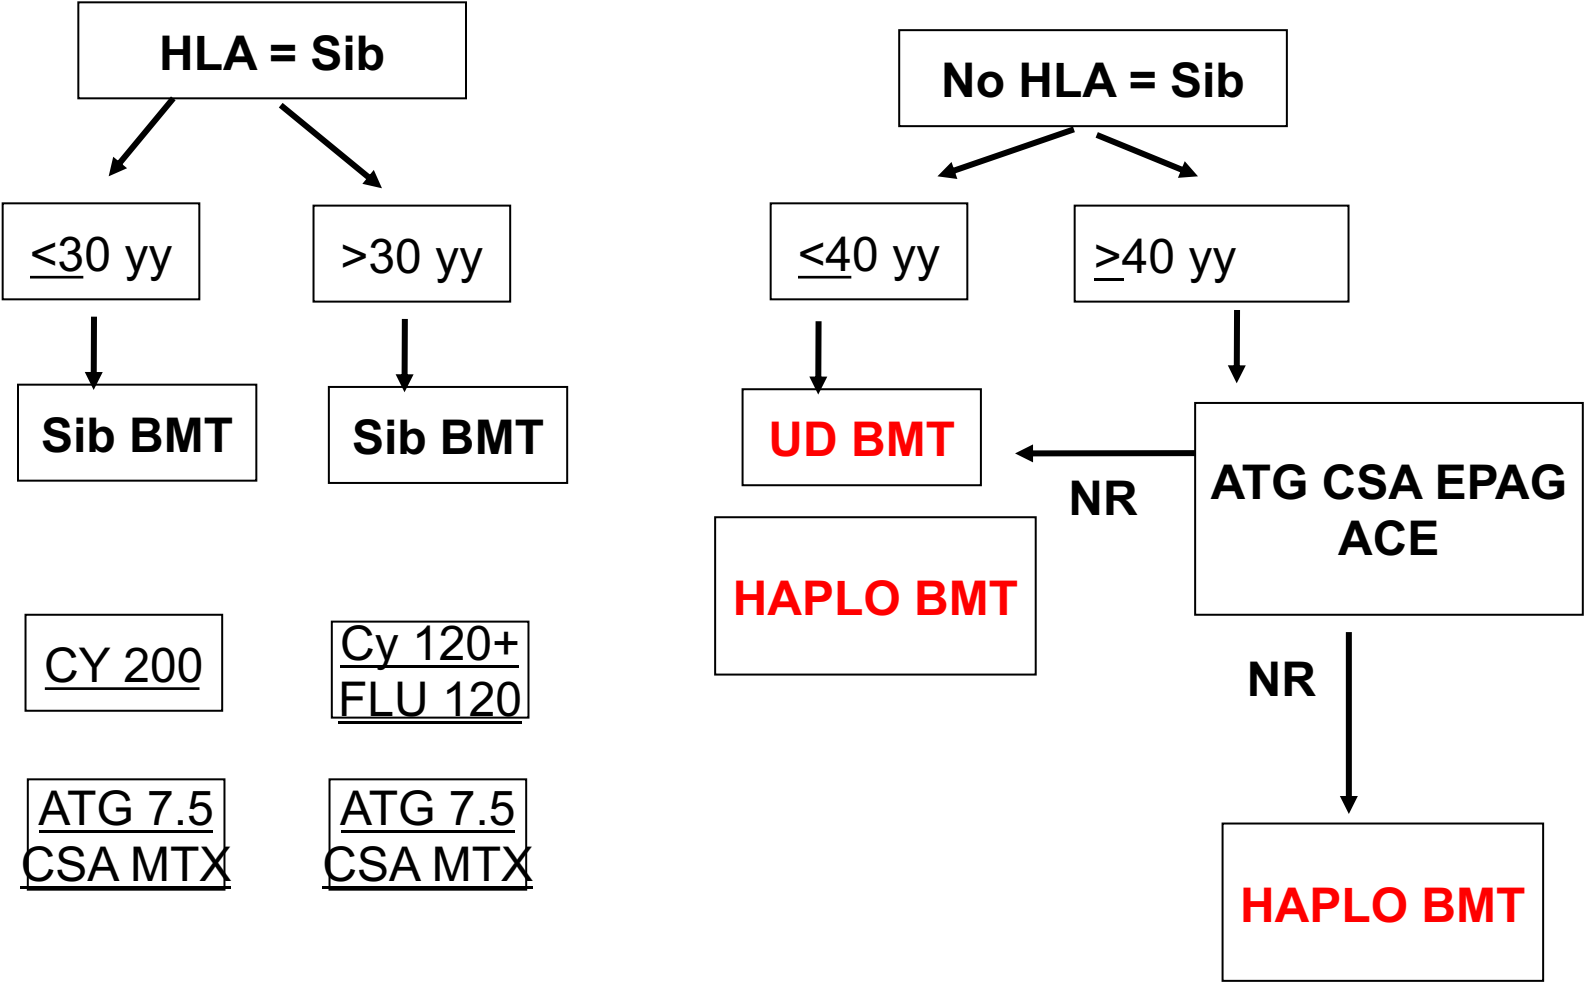 HLA = Sib
<30 yy
>30 yy
Sib BMT
Sib BMT
CY 200
Cy 120+
FLU 120
ATG 7.5
CSA MTX
ATG 7.5
CSA MTX
No HLA = Sib
<40 yy
>40 yy
UD BMT
HAPLO BMT
NR
ATG CSA EPAG
ACE
NR
HAPLO BMT